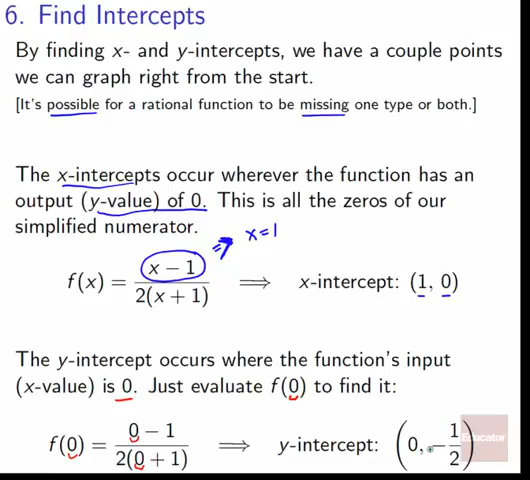 6. Find Intercepts
By finding x- and y-intercepts, we have a couple points
we can graph right from the start.
[It's possible for a rational function to be missing one type or both.]
The x-intercepts occur wherever the function has an
output (y-value) of 0. This is all the zeros of our
simplified numerator.
⇒ x=1
f(x) = (x − 1) / 2(x + 1) ⟹ x-intercept: (1, 0)
The y-intercept occurs where the function's input
(x-value) is 0. Just evaluate f(0) to find it:
f(0) = (0 − 1) / 2(0 + 1) ⟹ y-intercept: (0, −1/2)
Educator